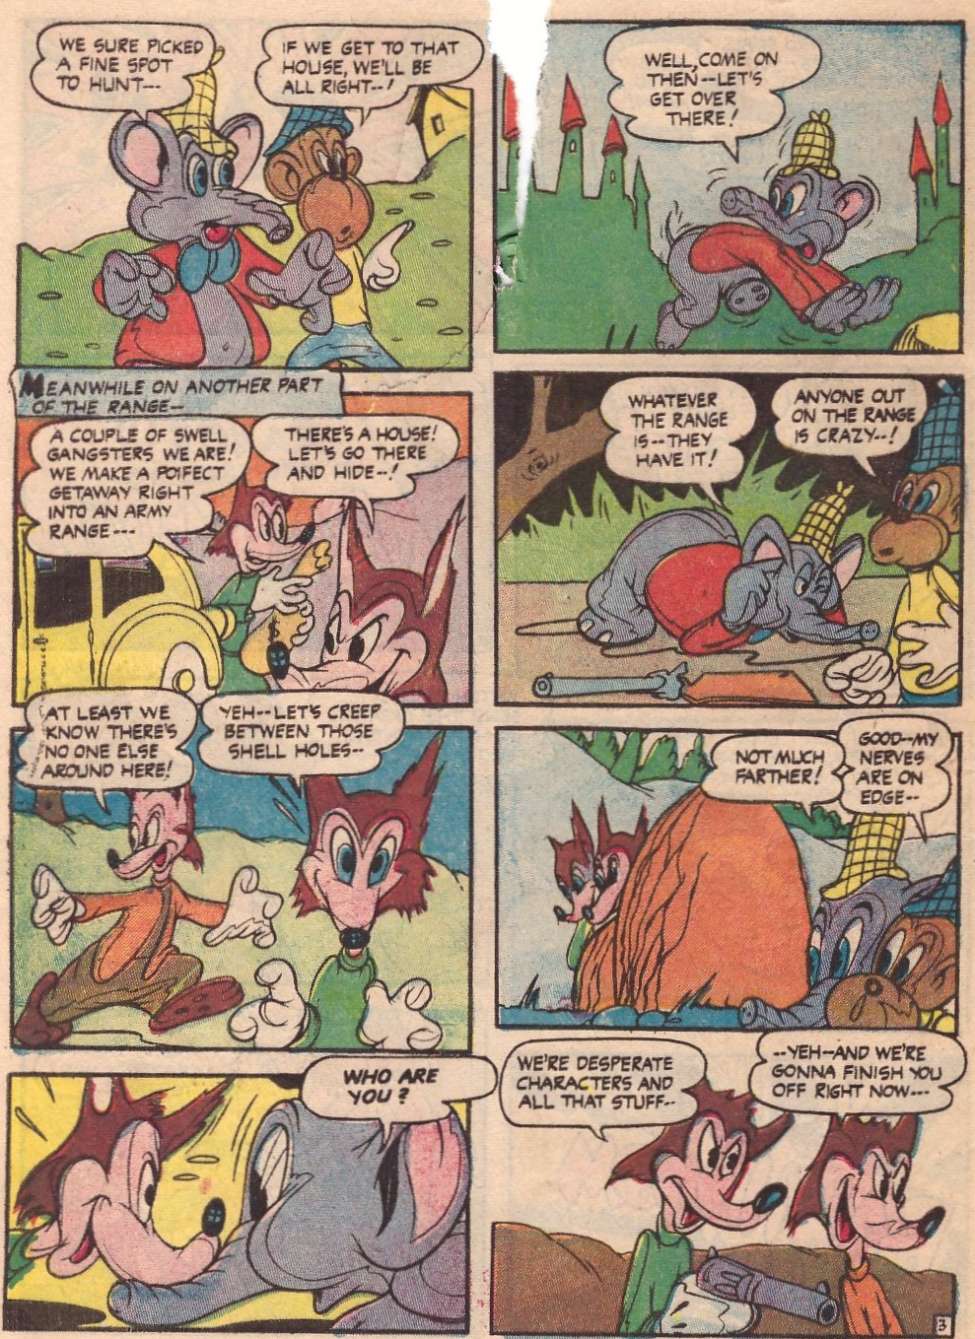 WE SURE PICKED
A FINE SPOT
TO HUNT---
IF WE GET TO THAT
HOUSE, WE'LL BE
ALL RIGHT--!
WELL, COME ON
THEN--LET'S
GET OVER
THERE!
MEANWHILE ON ANOTHER PART
OF THE RANGE--
A COUPLE OF SWELL
GANGSTERS WE ARE!
WE MAKE A POIFECT
GETAWAY RIGHT
INTO AN ARMY
RANGE---
THERE'S A HOUSE!
LET'S GO THERE
AND HIDE--!
WHATEVER
THE RANGE
IS--THEY
HAVE IT!
ANYONE OUT
ON THE RANGE
IS CRAZY--!
AT LEAST WE
KNOW THERE'S
NO ONE ELSE
AROUND HERE!
YEH--LET'S CREEP
BETWEEN THOSE
SHELL HOLES--
NOT MUCH
FARTHER!
GOOD--MY
NERVES
ARE ON
EDGE--
WHO ARE
YOU?
WE'RE DESPERATE
CHARACTERS AND
ALL THAT STUFF--
--YEH--AND WE'RE
GONNA FINISH YOU
OFF RIGHT NOW---
3